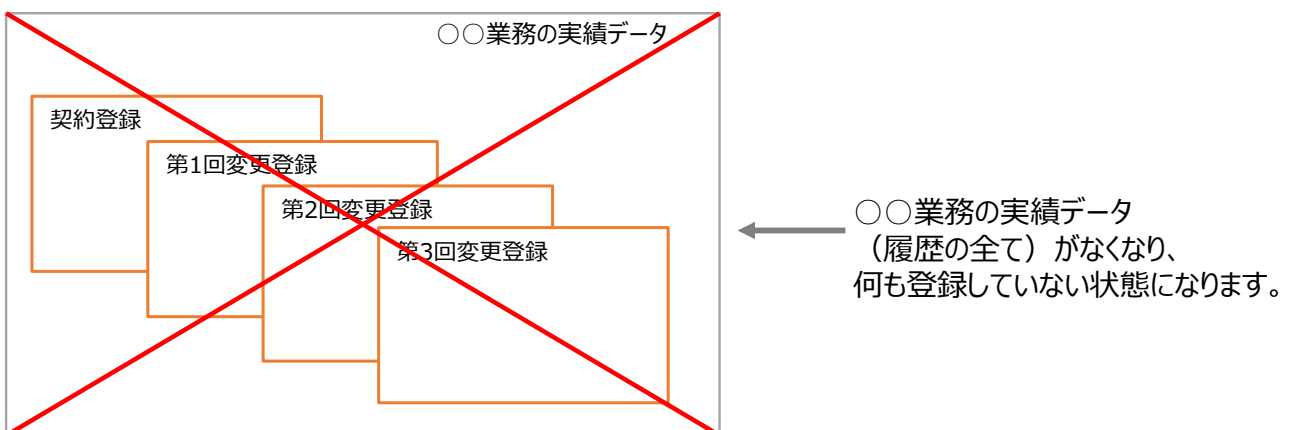 ○○業務の実績データ
契約登録
第1回変更登録
第2回変更登録
第3回変更登録
○○業務の実績データ
（履歴の全て）がなくなり、
何も登録していない状態になります。